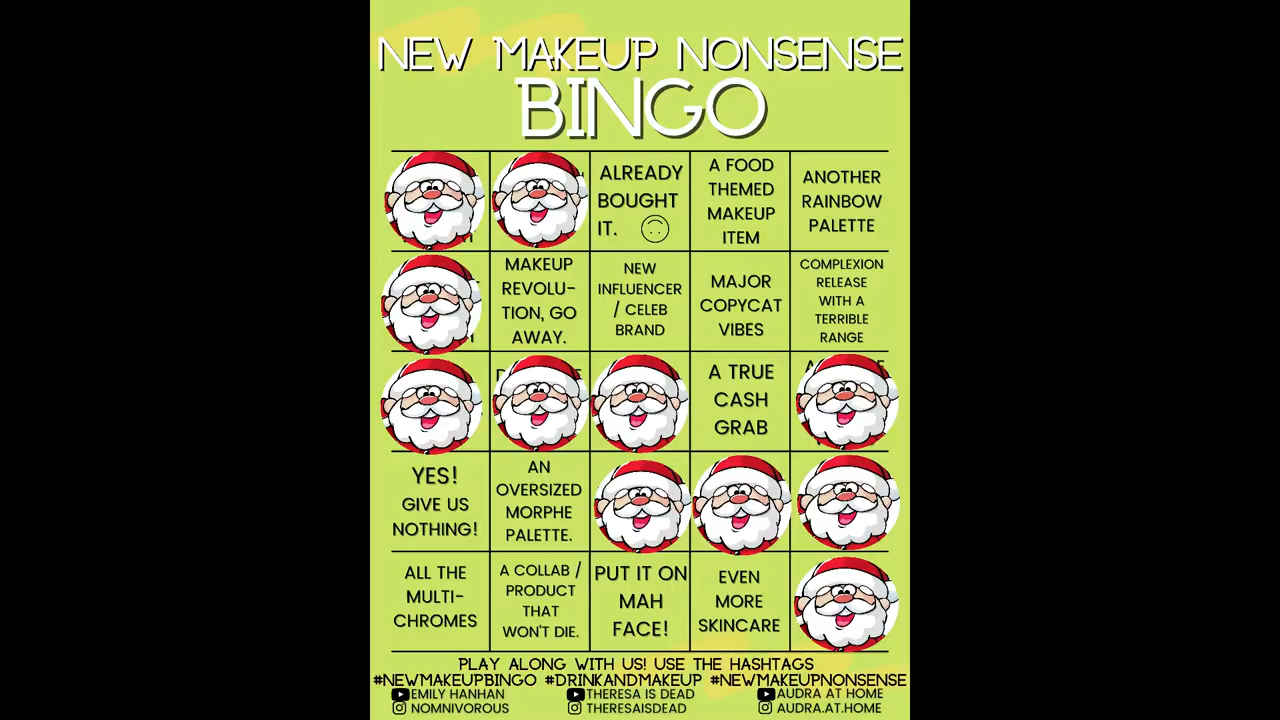 NEW MAKEUP NONSENSE
BINGO
ALREADY
BOUGHT
IT.
A FOOD
THEMED
MAKEUP
ITEM
ANOTHER
RAINBOW
PALETTE
MAKEUP
REVOLU-
TION, GO
AWAY.
NEW
INFLUENCER
/ CELEB
BRAND
MAJOR
COPYCAT
VIBES
COMPLEXION
RELEASE
WITH A
TERRIBLE
RANGE
A TRUE
CASH
GRAB
YES!
GIVE US
NOTHING!
AN
OVERSIZED
MORPHE
PALETTE.
ALL THE
MULTI-
CHROMES
A COLLAB /
PRODUCT
THAT
WON'T DIE.
PUT IT ON
MAH
FACE!
EVEN
MORE
SKINCARE
PLAY ALONG WITH US! USE THE HASHTAGS
#NEWMAKEUPBINGO #DRINKANDMAKEUP #NEWMAKEUPNONSENSE
EMILY HANHAN THERESA IS DEAD AUDRA AT HOME
NOMNIVOROUS THERESAISDEAD AUDRA.AT.HOME